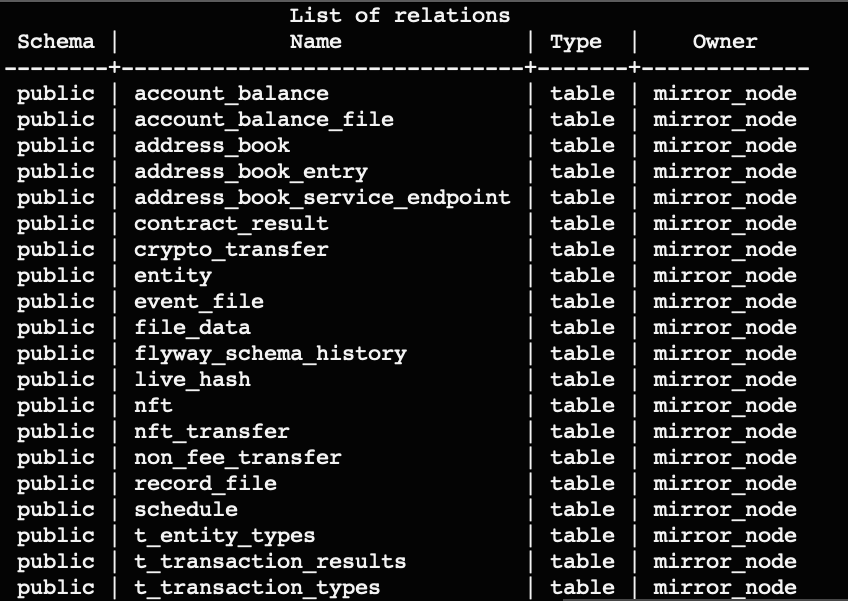 List of relations
Schema | Name | Type | Owner
--------+-------------------------------+-------+-------------
public | account_balance | table | mirror_node
public | account_balance_file | table | mirror_node
public | address_book | table | mirror_node
public | address_book_entry | table | mirror_node
public | address_book_service_endpoint | table | mirror_node
public | contract_result | table | mirror_node
public | crypto_transfer | table | mirror_node
public | entity | table | mirror_node
public | event_file | table | mirror_node
public | file_data | table | mirror_node
public | flyway_schema_history | table | mirror_node
public | live_hash | table | mirror_node
public | nft | table | mirror_node
public | nft_transfer | table | mirror_node
public | non_fee_transfer | table | mirror_node
public | record_file | table | mirror_node
public | schedule | table | mirror_node
public | t_entity_types | table | mirror_node
public | t_transaction_results | table | mirror_node
public | t_transaction_types | table | mirror_node